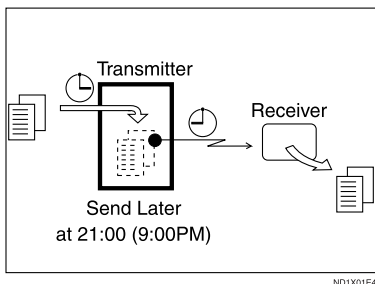 Transmitter
Receiver
Send Later
at 21:00 (9:00PM)
ND1X01E4